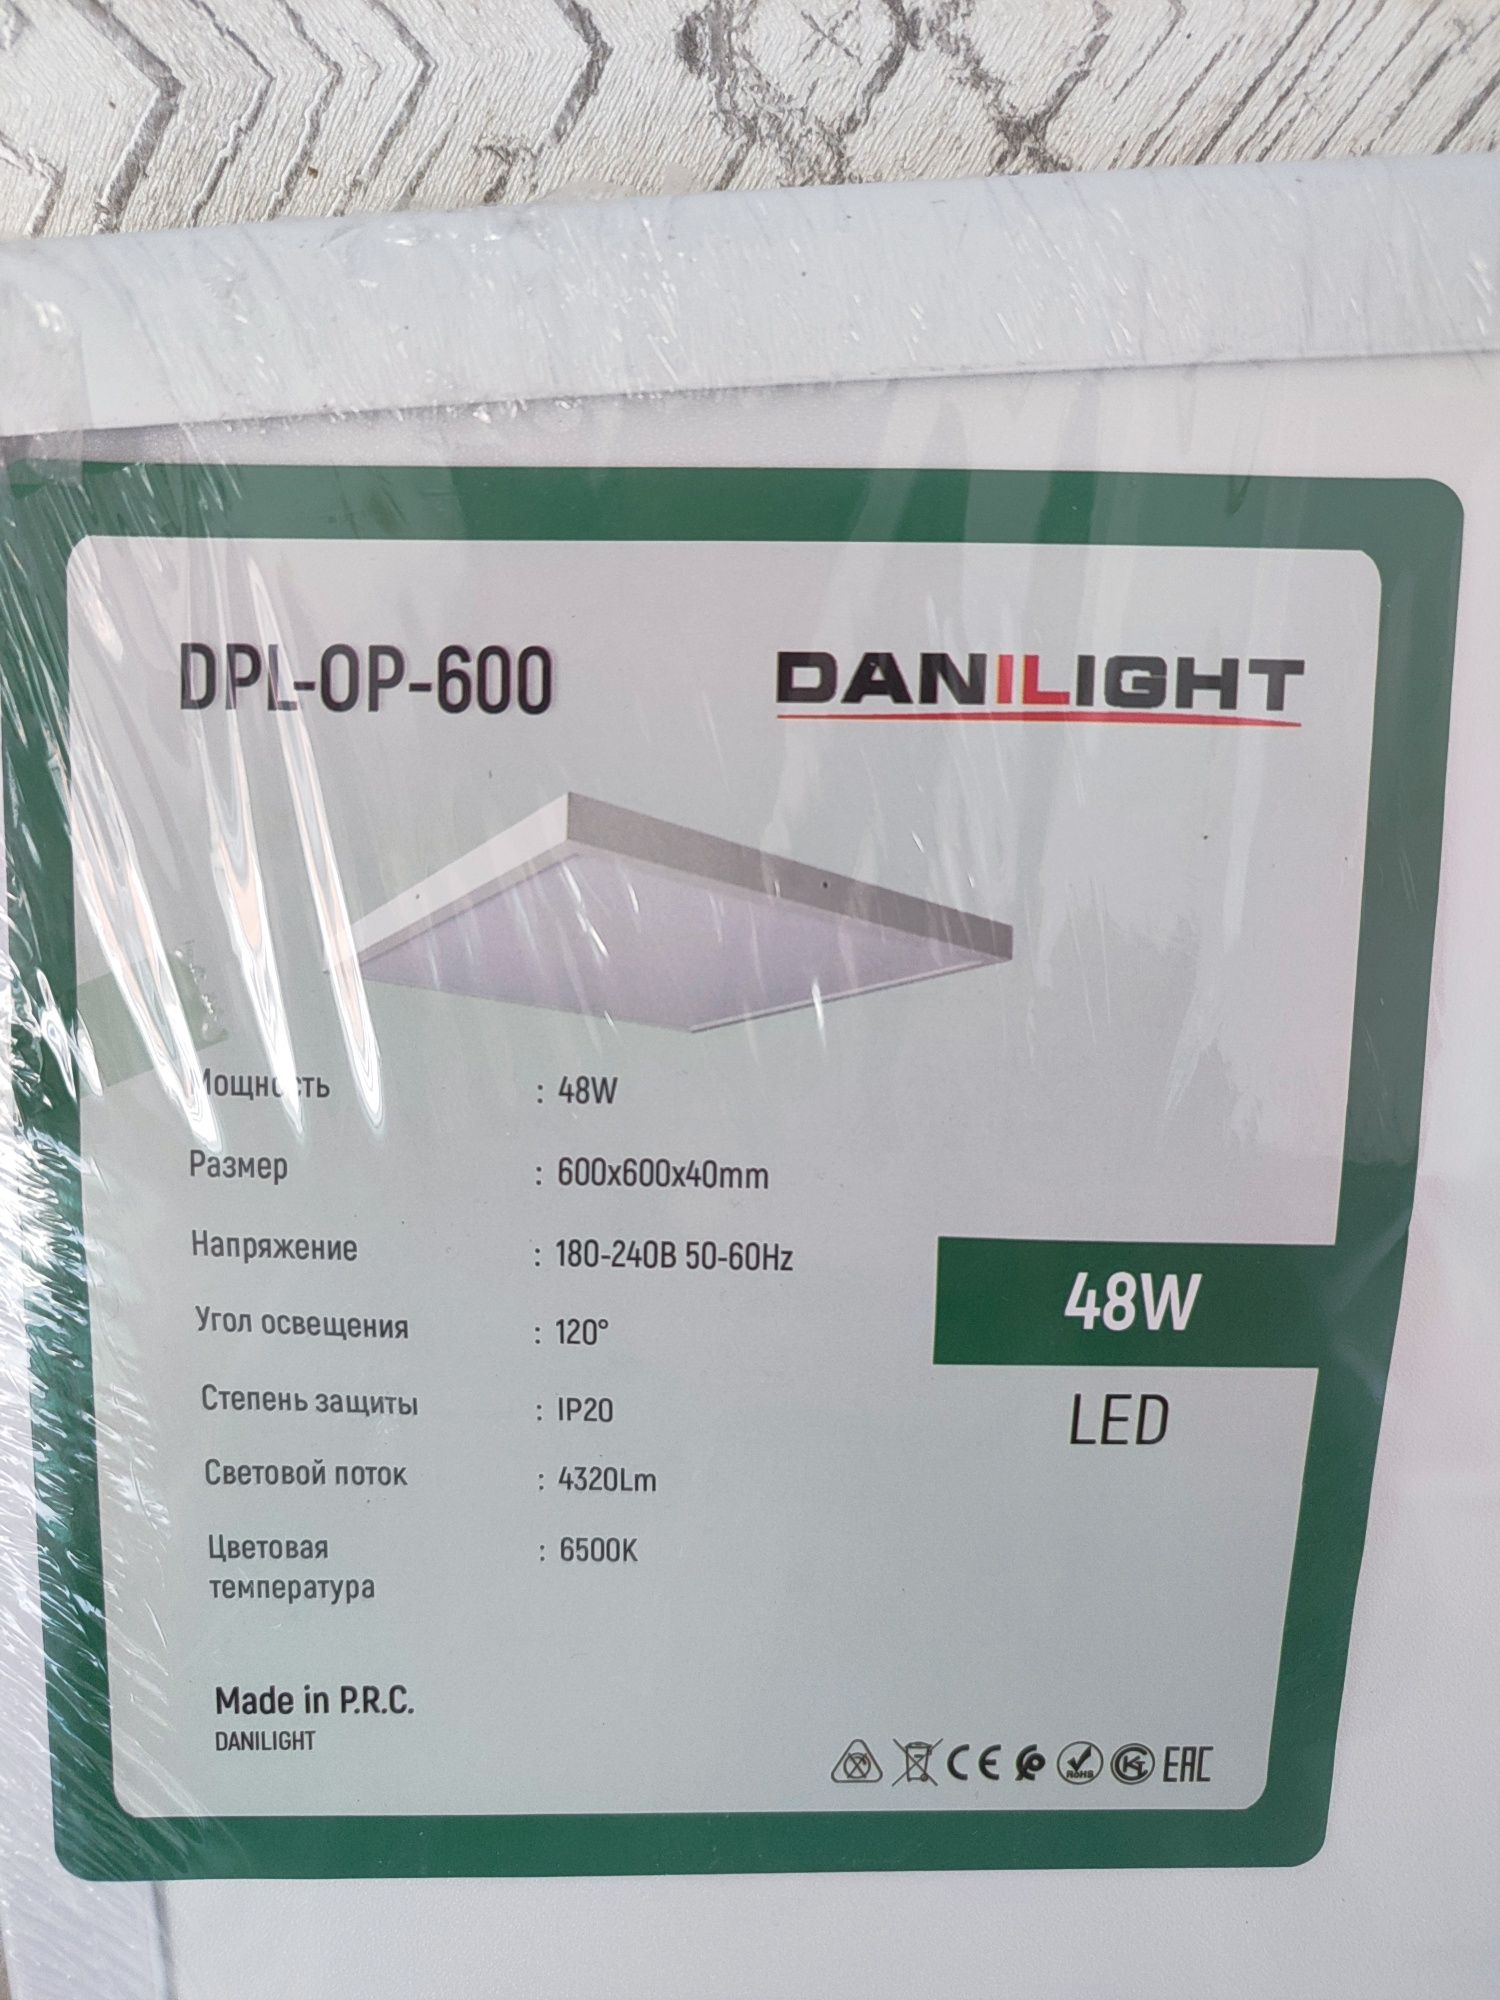 DPL-OP-600
DANILIGHT
Мощность : 48W
Размер : 600x600x40mm
Напряжение : 180-240В 50-60Hz
Угол освещения : 120°
Степень защиты : IP20
Световой поток : 4320Lm
Цветовая : 6500K
температура
48W
LED
Made in P.R.C.
DANILIGHT
CE RoHS EAC